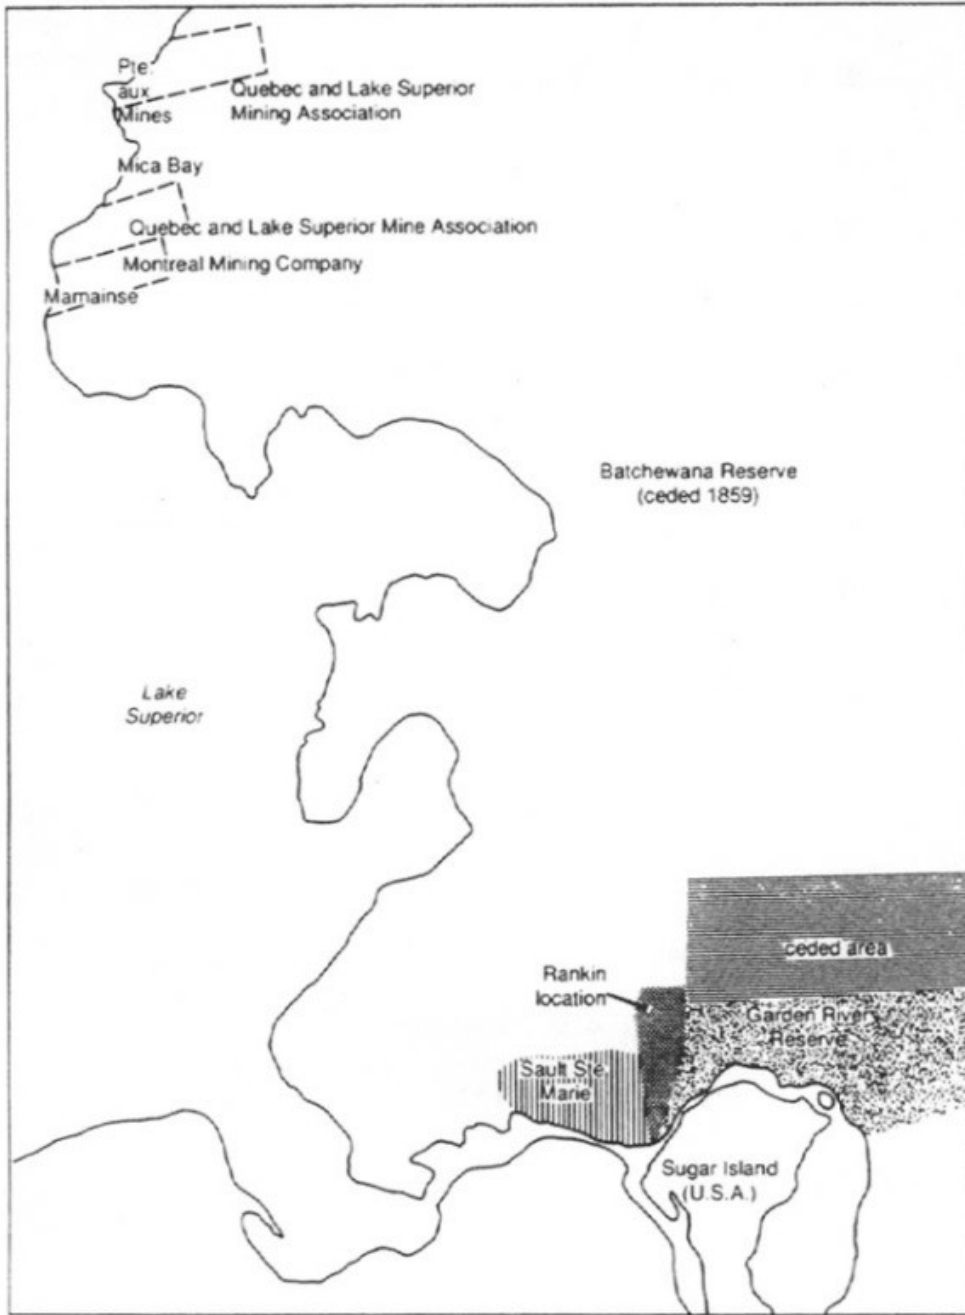 Pte.
aux
Mines
Quebec and Lake Superior
Mining Association
Mica Bay
Quebec and Lake Superior Mine Association
Montreal Mining Company
Mamainse
Batchewana Reserve
(ceded 1859)
Lake
Superior
ceded area
Rankin
location
Garden River
Reserve
Sault Ste.
Marie
Sugar Island
(U.S.A.)